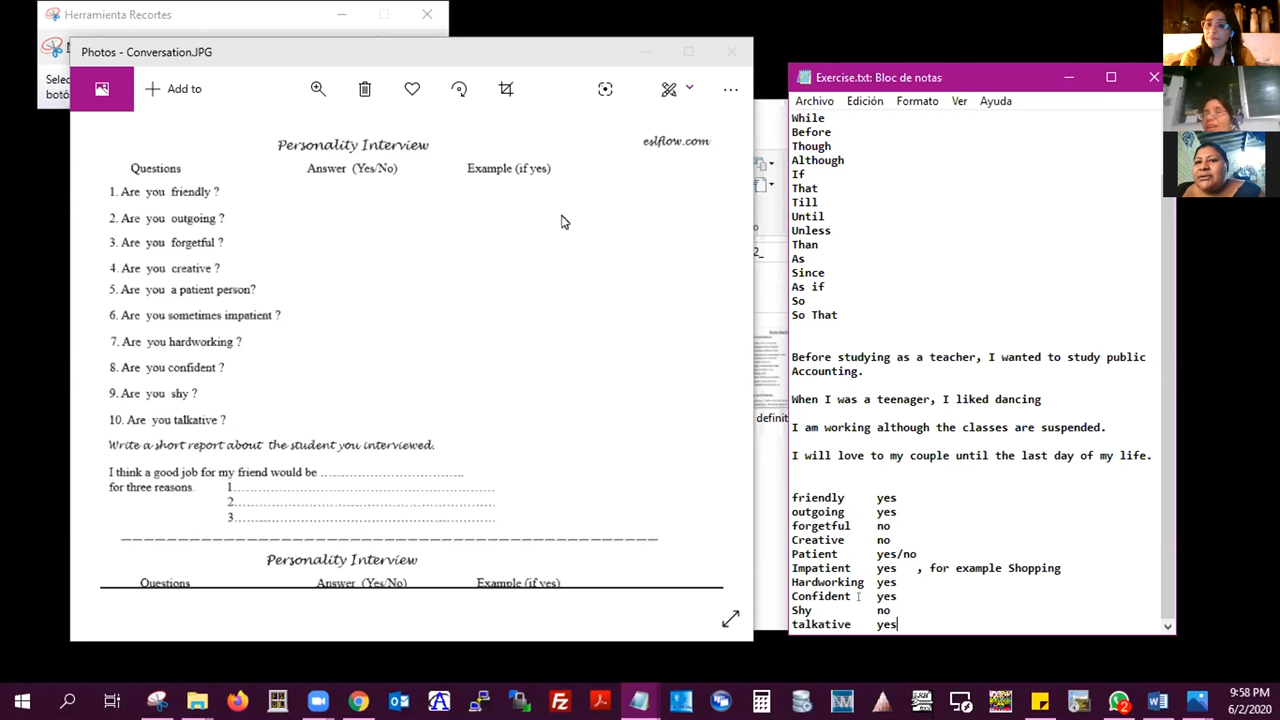 Herramienta Recortes
Selec
botó
Photos - Conversation.JPG
Add to
Personality Interview
eslflow.com
Questions Answer (Yes/No) Example (if yes)
1. Are you friendly ?
2. Are you outgoing ?
3. Are you forgetful ?
4. Are you creative ?
5. Are you a patient person?
6. Are you sometimes impatient ?
7. Are you hardworking ?
8. Are you confident ?
9. Are you shy ?
10. Are you talkative ?
Write a short report about the student you interviewed.
I think a good job for my friend would be
for three reasons. 1
2
3
Personality Interview
Questions Answer (Yes/No) Example (if yes)
2_
definit
Exercise.txt: Bloc de notas
Archivo Edición Formato Ver Ayuda
While
Before
Though
Although
If
That
Till
Until
Unless
Than
As
Since
As if
So
So That
Before studying as a teacher, I wanted to study public
Accounting.
When I was a teenager, I liked dancing
I am working although the classes are suspended.
I will love to my couple until the last day of my life.
friendly yes
outgoing yes
forgetful no
Creative no
Patient yes/no
Impatient yes , for example Shopping
Hardworking yes
Confident yes
Shy no
talkative yes
9:58 PM
6/2/2020
2